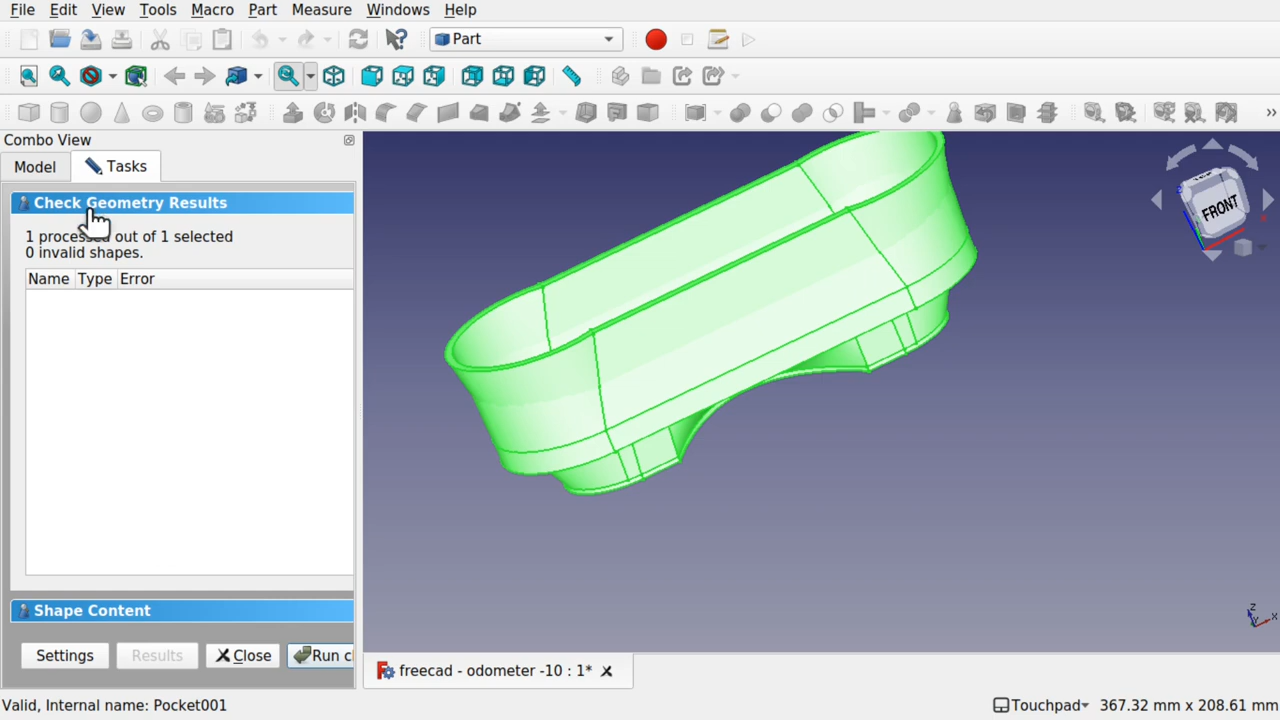 File Edit View Tools Macro Part Measure Windows Help
Part
Combo View
Model Tasks
Check Geometry Results
1 processed out of 1 selected
0 invalid shapes.
Name Type Error
Shape Content
Settings Results Close Run c
FRONT
Z
X
freecad - odometer -10 : 1*
Valid, Internal name: Pocket001 Touchpad 367.32 mm x 208.61 mm